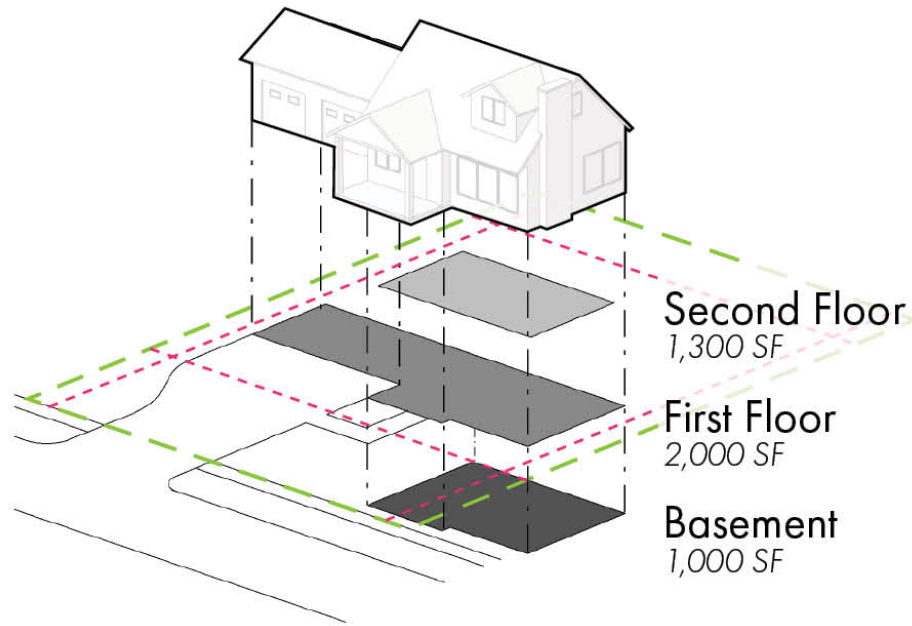 Second Floor
1,300 SF
First Floor
2,000 SF
Basement
1,000 SF